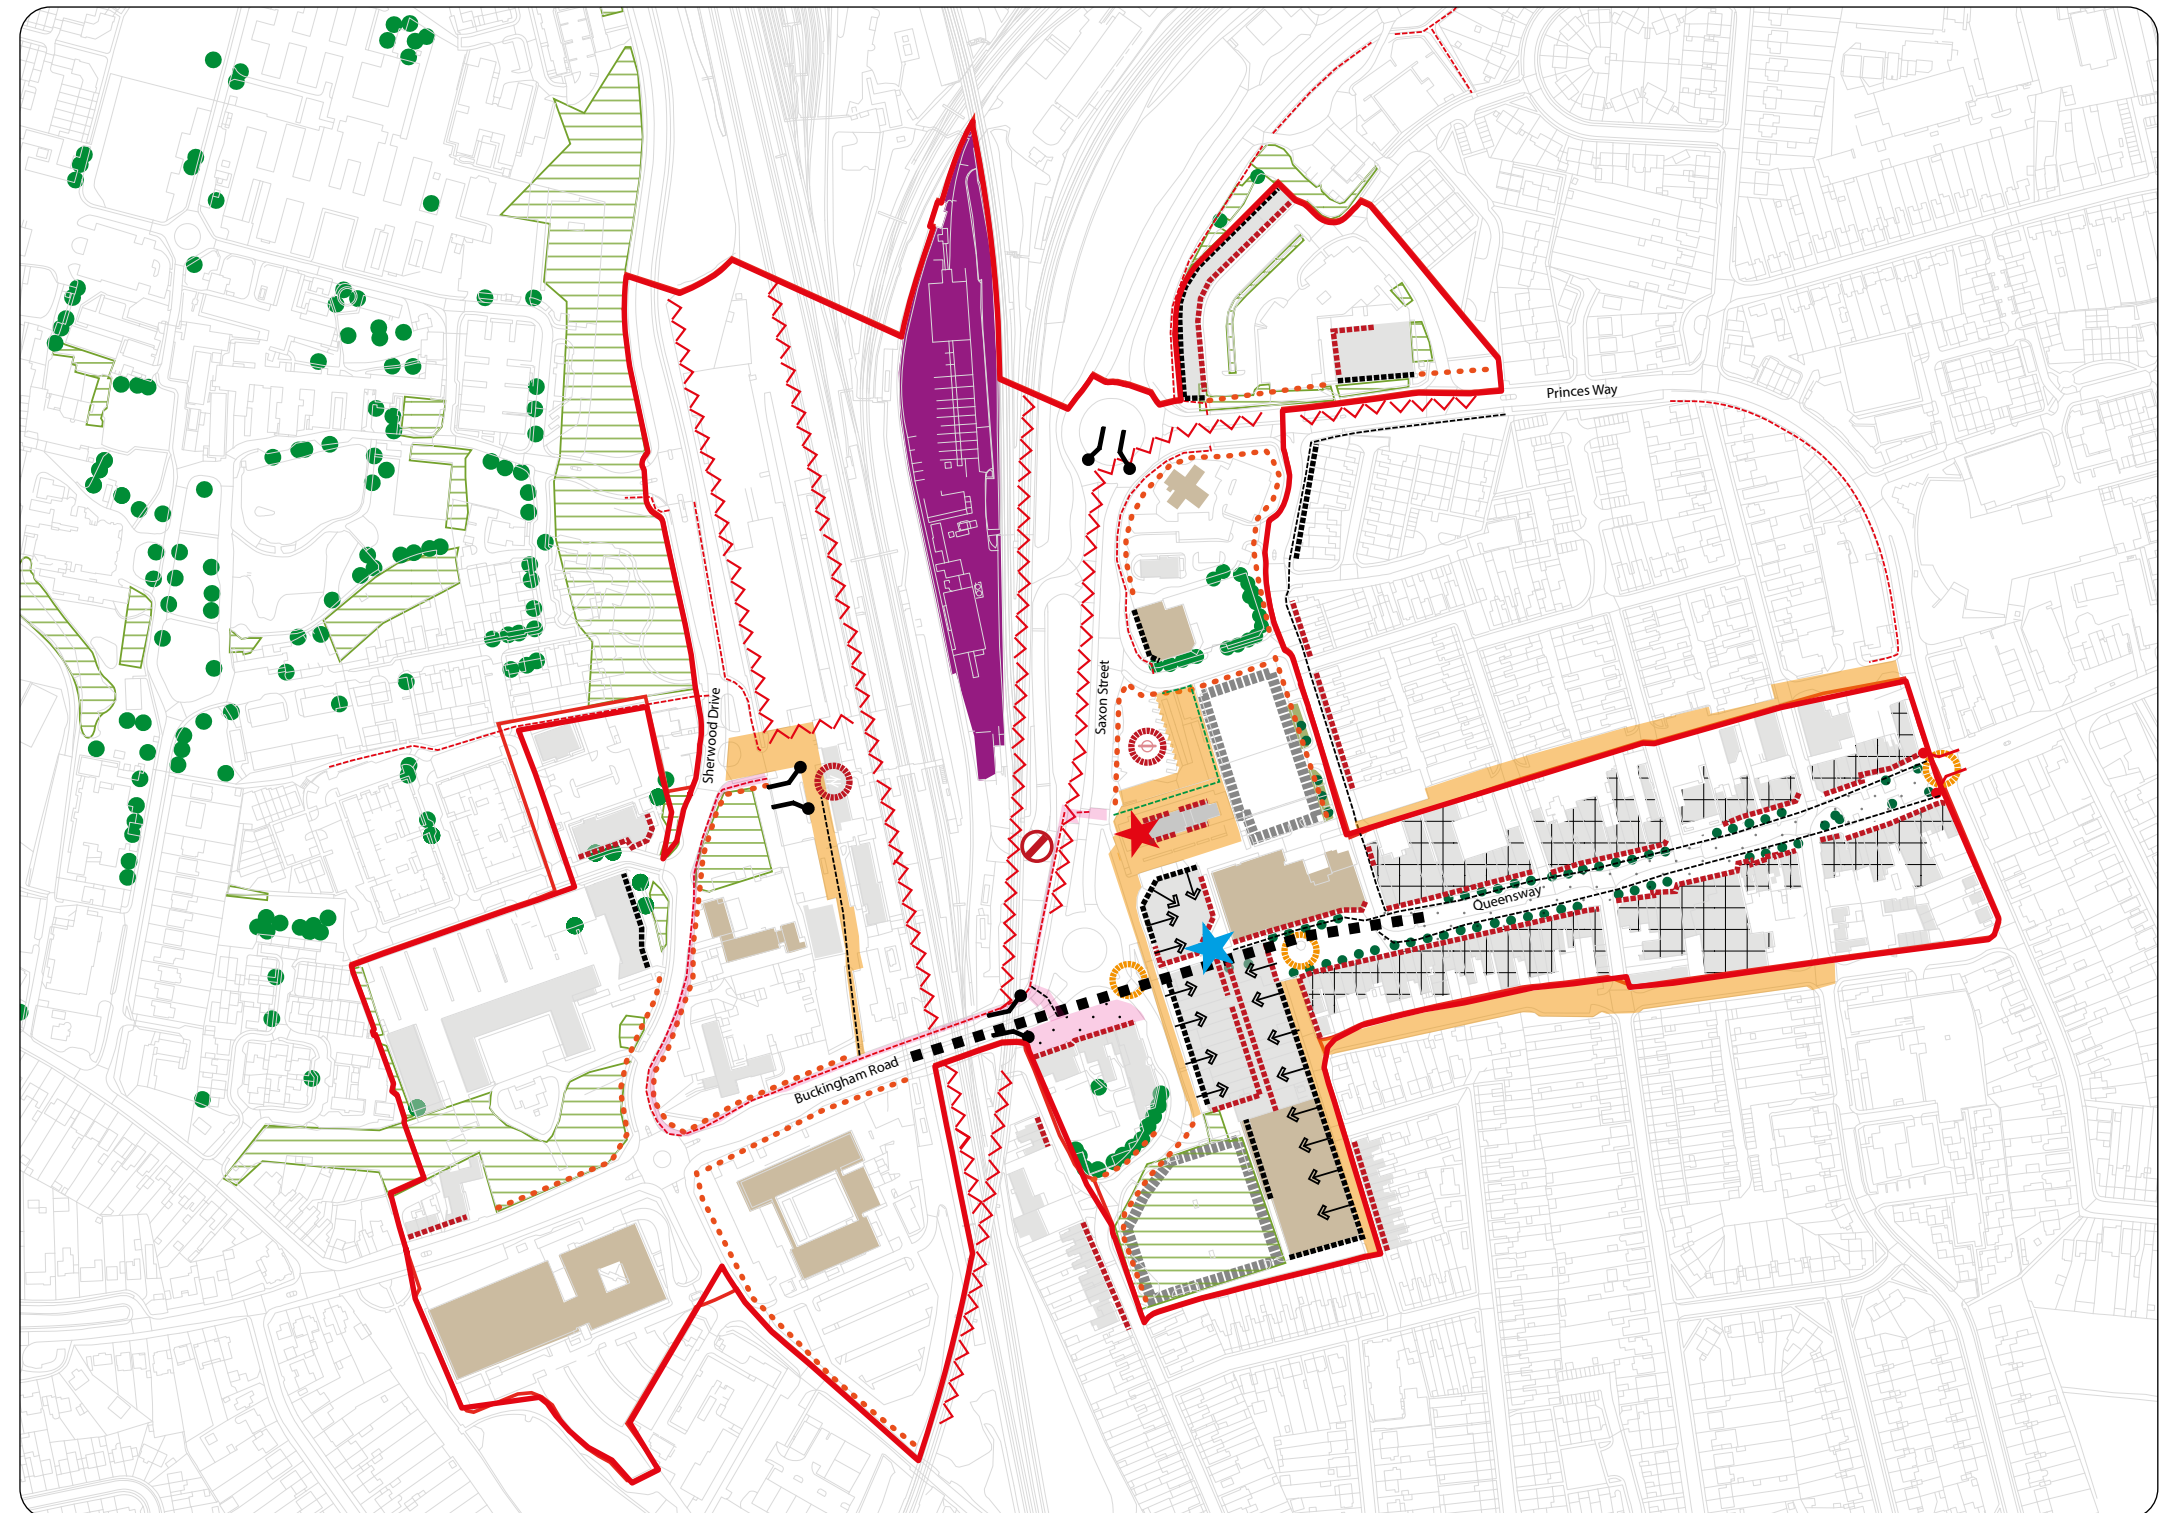 Princes Way
Saxon Street
Sherwood Drive
Queensway
Buckingham Road